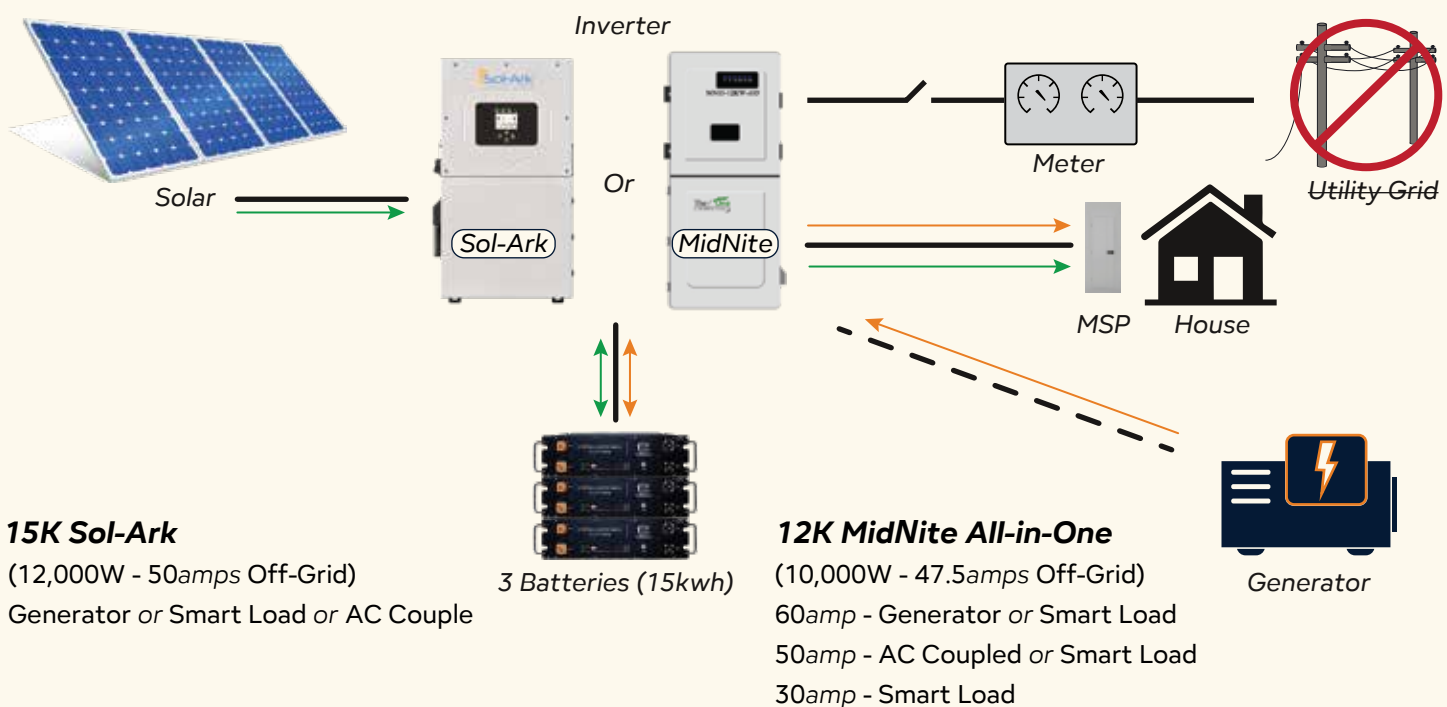 Inverter
Sol-Ark
Or
Solar
Sol-Ark
MidNite
Meter
Utility Grid
MSP
House
3 Batteries (15kwh)
Generator
15K Sol-Ark
(12,000W - 50amps Off-Grid)
Generator or Smart Load or AC Couple
12K MidNite All-in-One
(10,000W - 47.5amps Off-Grid)
60amp - Generator or Smart Load
50amp - AC Coupled or Smart Load
30amp - Smart Load